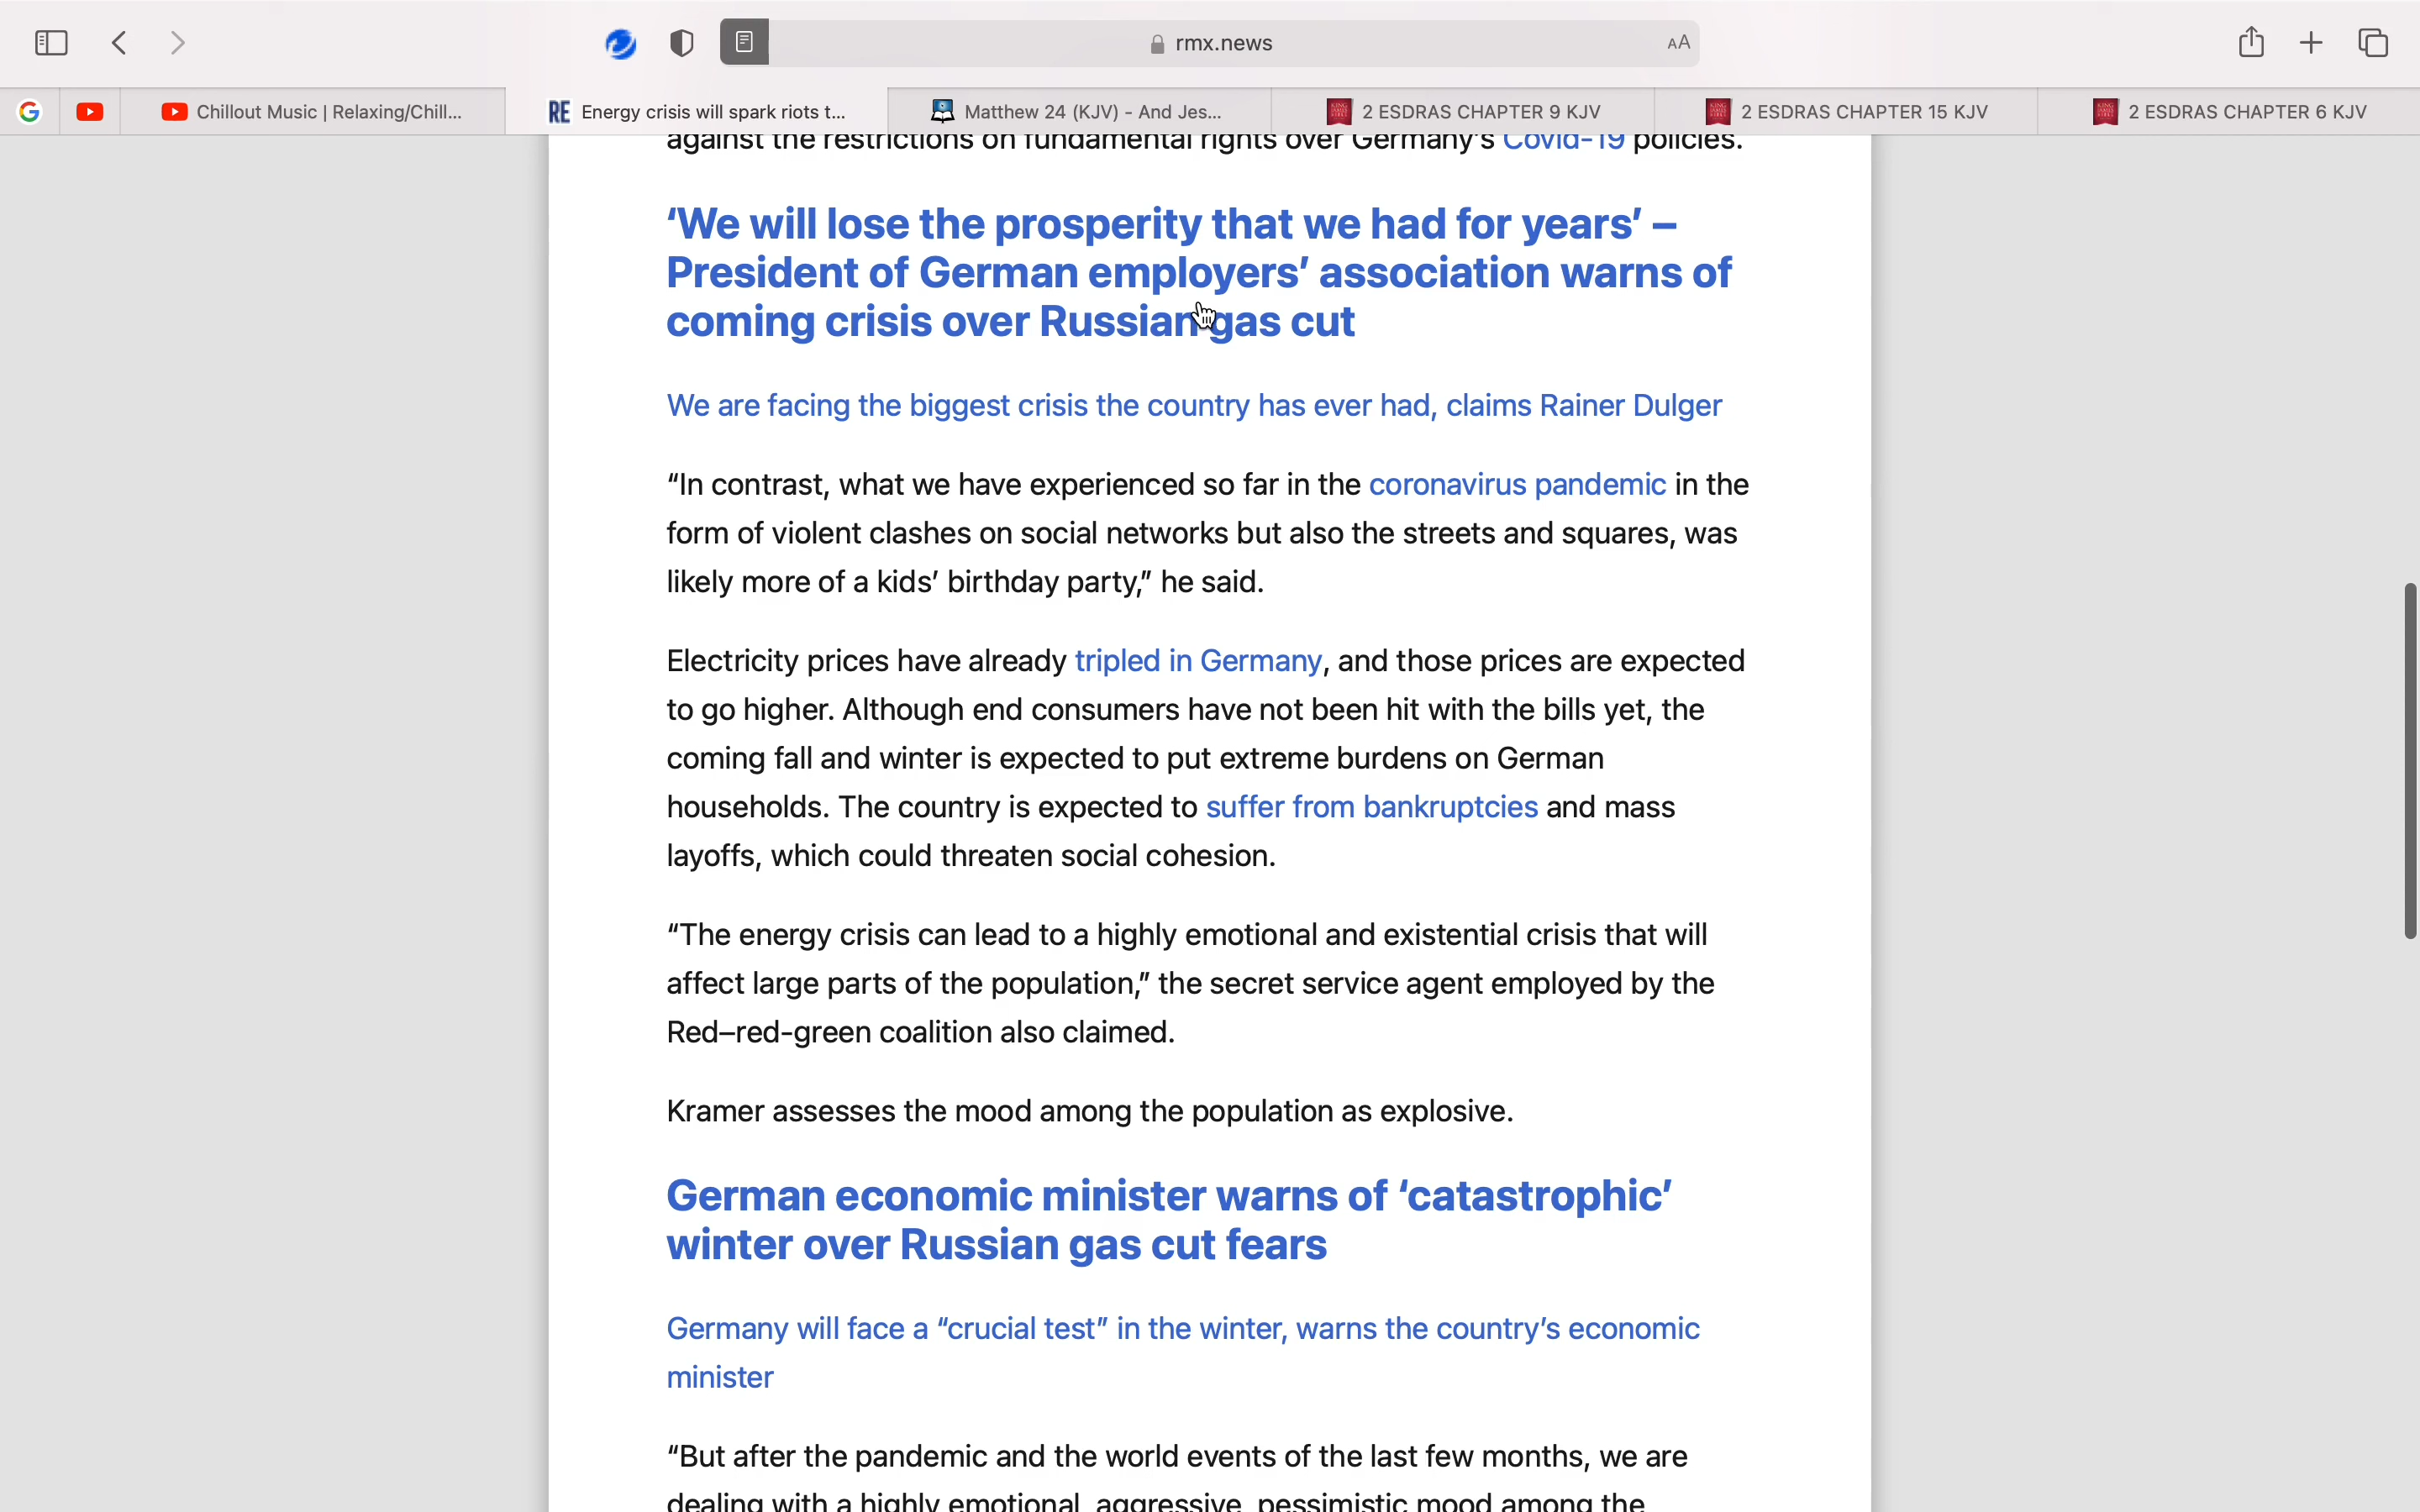 rmx.news
AA
Chillout Music | Relaxing/Chill...
RE Energy crisis will spark riots t...
Matthew 24 (KJV) - And Jes...
2 ESDRAS CHAPTER 9 KJV
2 ESDRAS CHAPTER 15 KJV
2 ESDRAS CHAPTER 6 KJV
against the restrictions on fundamental rights over Germany’s Covid-19 policies.
‘We will lose the prosperity that we had for years’ –
President of German employers’ association warns of
coming crisis over Russian gas cut
We are facing the biggest crisis the country has ever had, claims Rainer Dulger
“In contrast, what we have experienced so far in the coronavirus pandemic in the
form of violent clashes on social networks but also the streets and squares, was
likely more of a kids’ birthday party,” he said.
Electricity prices have already tripled in Germany, and those prices are expected
to go higher. Although end consumers have not been hit with the bills yet, the
coming fall and winter is expected to put extreme burdens on German
households. The country is expected to suffer from bankruptcies and mass
layoffs, which could threaten social cohesion.
“The energy crisis can lead to a highly emotional and existential crisis that will
affect large parts of the population,” the secret service agent employed by the
Red–red-green coalition also claimed.
Kramer assesses the mood among the population as explosive.
German economic minister warns of ‘catastrophic’
winter over Russian gas cut fears
Germany will face a “crucial test” in the winter, warns the country’s economic
minister
“But after the pandemic and the world events of the last few months, we are
dealing with a highly emotional, aggressive, pessimistic mood among the